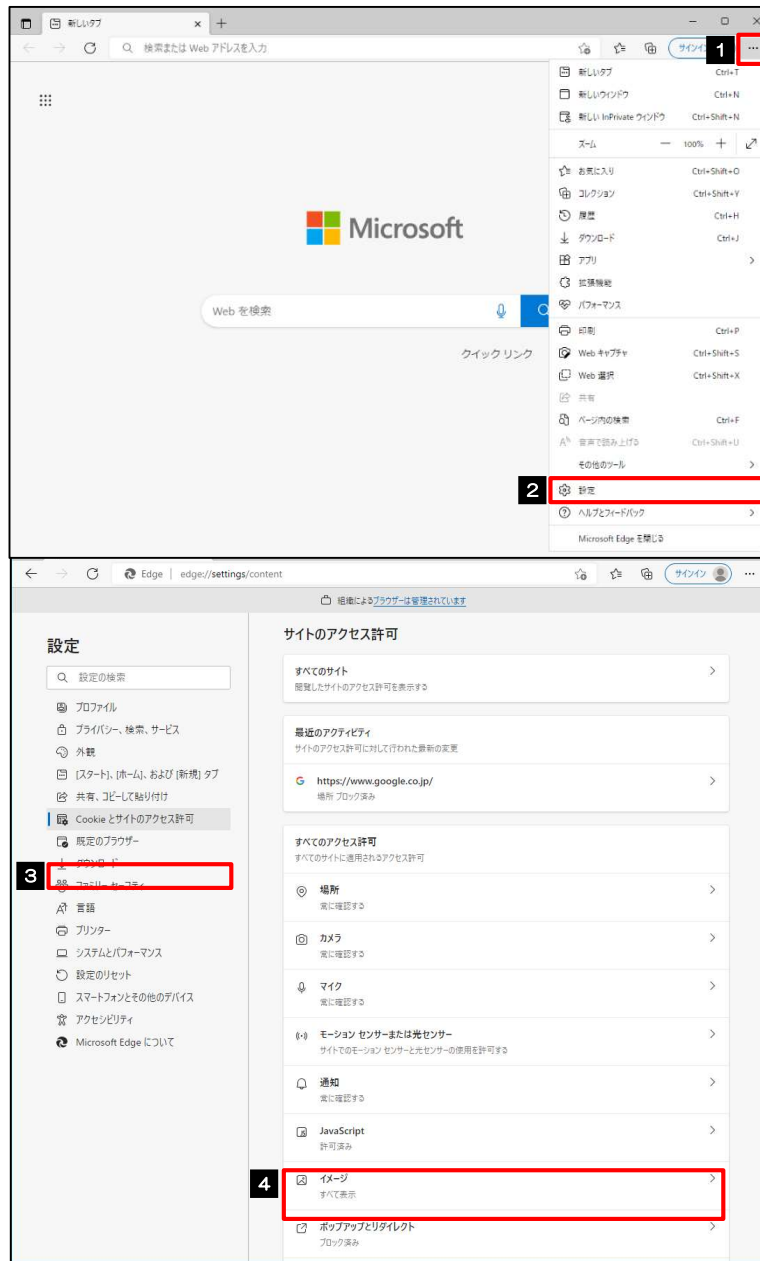 新しいタブ
検索または Web アドレスを入力
1
新しいタブ Ctrl+T
新しいウィンドウ Ctrl+N
新しい InPrivate ウィンドウ Ctrl+Shift+N
ズーム 100%
お気に入り Ctrl+Shift+O
コレクション Ctrl+Shift+Y
履歴 Ctrl+H
ダウンロード Ctrl+J
アプリ
拡張機能
パフォーマンス
印刷 Ctrl+P
Web キャプチャ Ctrl+Shift+S
Web 選択 Ctrl+Shift+X
共有
ページ内の検索 Ctrl+F
音声で読み上げる Ctrl+Shift+U
その他のツール
2 設定
ヘルプとフィードバック
Microsoft Edge を閉じる
Microsoft
Web を検索
クイック リンク
Edge edge://settings/content サインイン
組織によるブラウザーは管理されています
設定
設定の検索
プロファイル
プライバシー、検索、サービス
外観
[スタート]、[ホーム]、および [新規] タブ
共有、コピーして貼り付け
Cookie とサイトのアクセス許可
既定のブラウザー
ダウンロード
3
ファミリー セーフティ
言語
プリンター
システムとパフォーマンス
設定のリセット
スマートフォンとその他のデバイス
アクセシビリティ
Microsoft Edge について
サイトのアクセス許可
すべてのサイト
閲覧したサイトのアクセス許可を表示する
最近のアクティビティ
サイトのアクセス許可に対して行われた最新の変更
https://www.google.co.jp/
場所 ブロック済み
すべてのアクセス許可
すべてのサイトに適用されるアクセス許可
場所
常に確認する
カメラ
常に確認する
マイク
常に確認する
モーション センサーまたは光センサー
サイトでのモーション センサーと光センサーの使用を許可する
通知
常に確認する
JavaScript
許可済み
4
イメージ
すべて表示
ポップアップとリダイレクト
ブロック済み